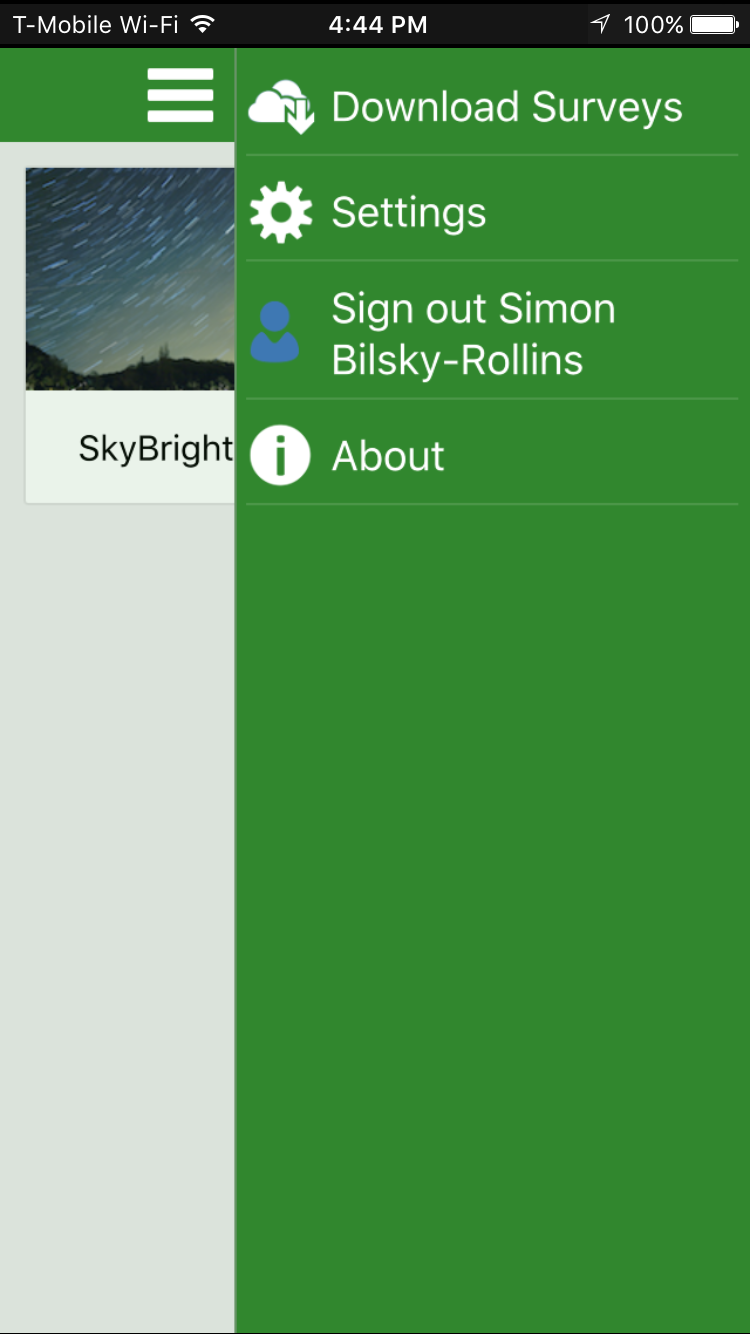 T-Mobile Wi-Fi 4:44 PM 100%
Download Surveys
Settings
Sign out Simon
Bilsky-Rollins
About
SkyBright